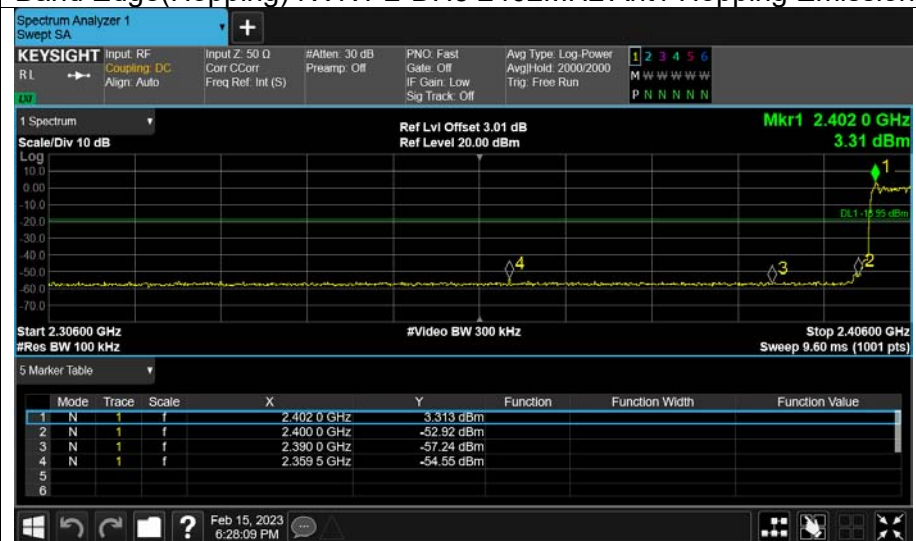 Spectrum Analyzer 1
Swept SA
+
KEYSIGHT
RL
LXI
Input: RF
Coupling: DC
Align: Auto
Input Z: 50 Ω
Corr CCorr
Freq Ref: Int (S)
#Atten: 30 dB
Preamp: Off
PNO: Fast
Gate: Off
IF Gain: Low
Sig Track: Off
Avg Type: Log-Power
Avg|Hold: 2000/2000
Trig: Free Run
1 2 3 4 5 6
M W W W W W
P N N N N N
1 Spectrum
Scale/Div 10 dB
Ref Lvl Offset 3.01 dB
Ref Level 20.00 dBm
Mkr1 2.402 0 GHz
3.31 dBm
Log
10.0
0.00
-10.0
-20.0
-30.0
-40.0
-50.0
-60.0
-70.0
1
2
3
4
Start 2.30600 GHz
#Res BW 100 kHz
#Video BW 300 kHz
Stop 2.40600 GHz
Sweep 9.60 ms (1001 pts)
5 Marker Table
Mode Trace Scale X Y Function Function Width Function Value
1 N 1 f 2.402 0 GHz 3.313 dBm
2 N 1 f 2.400 0 GHz -52.92 dBm
3 N 1 f 2.390 0 GHz -57.24 dBm
4 N 1 f 2.359 5 GHz -54.55 dBm
5
6
?
Feb 15, 2023
6:28:09 PM